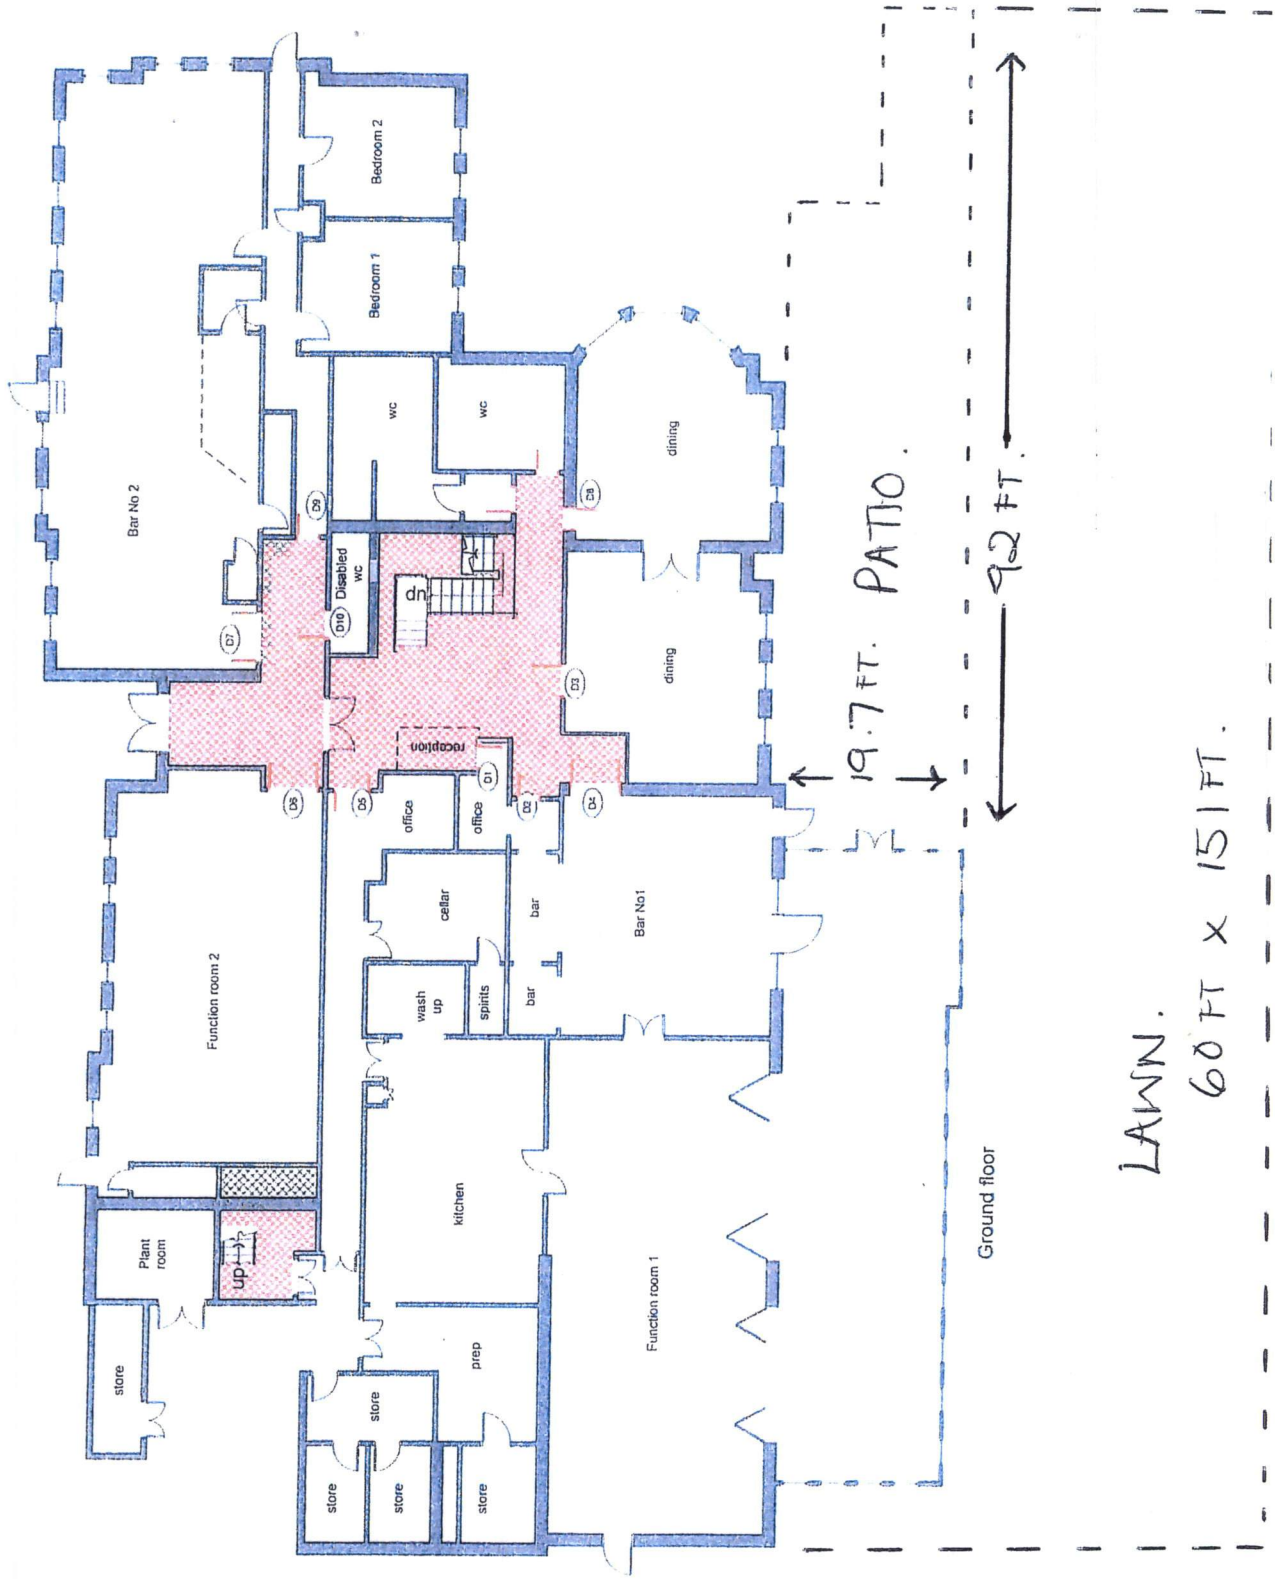 Bar No 2
store
Plant room
Function room 2
D7
up
D6
D9
store
D10
Disabled wc
D5
Bedroom 2
Bedroom 1
store
store
office
wc
up
wash up
cellar
reception
kitchen
store
prep
spirits
office
D1
wc
bar
bar
D2
D4
D3
D8
Function room 1
Bar No1
dining
dining
19.7 FT. PATIO.
Ground floor
92 FT.
LAWN.
60 FT x 151 FT.